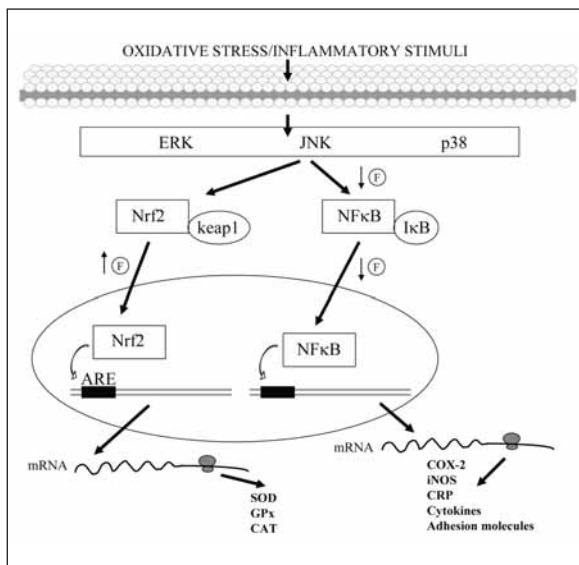 OXIDATIVE STRESS/INFLAMMATORY STIMULI
ERK JNK p38
↓ F
Nrf2 keap1 NFκB IκB
↑ F ↓ F
Nrf2 NFκB
ARE
mRNA
SOD
GPx
CAT
mRNA
COX-2
iNOS
CRP
Cytokines
Adhesion molecules